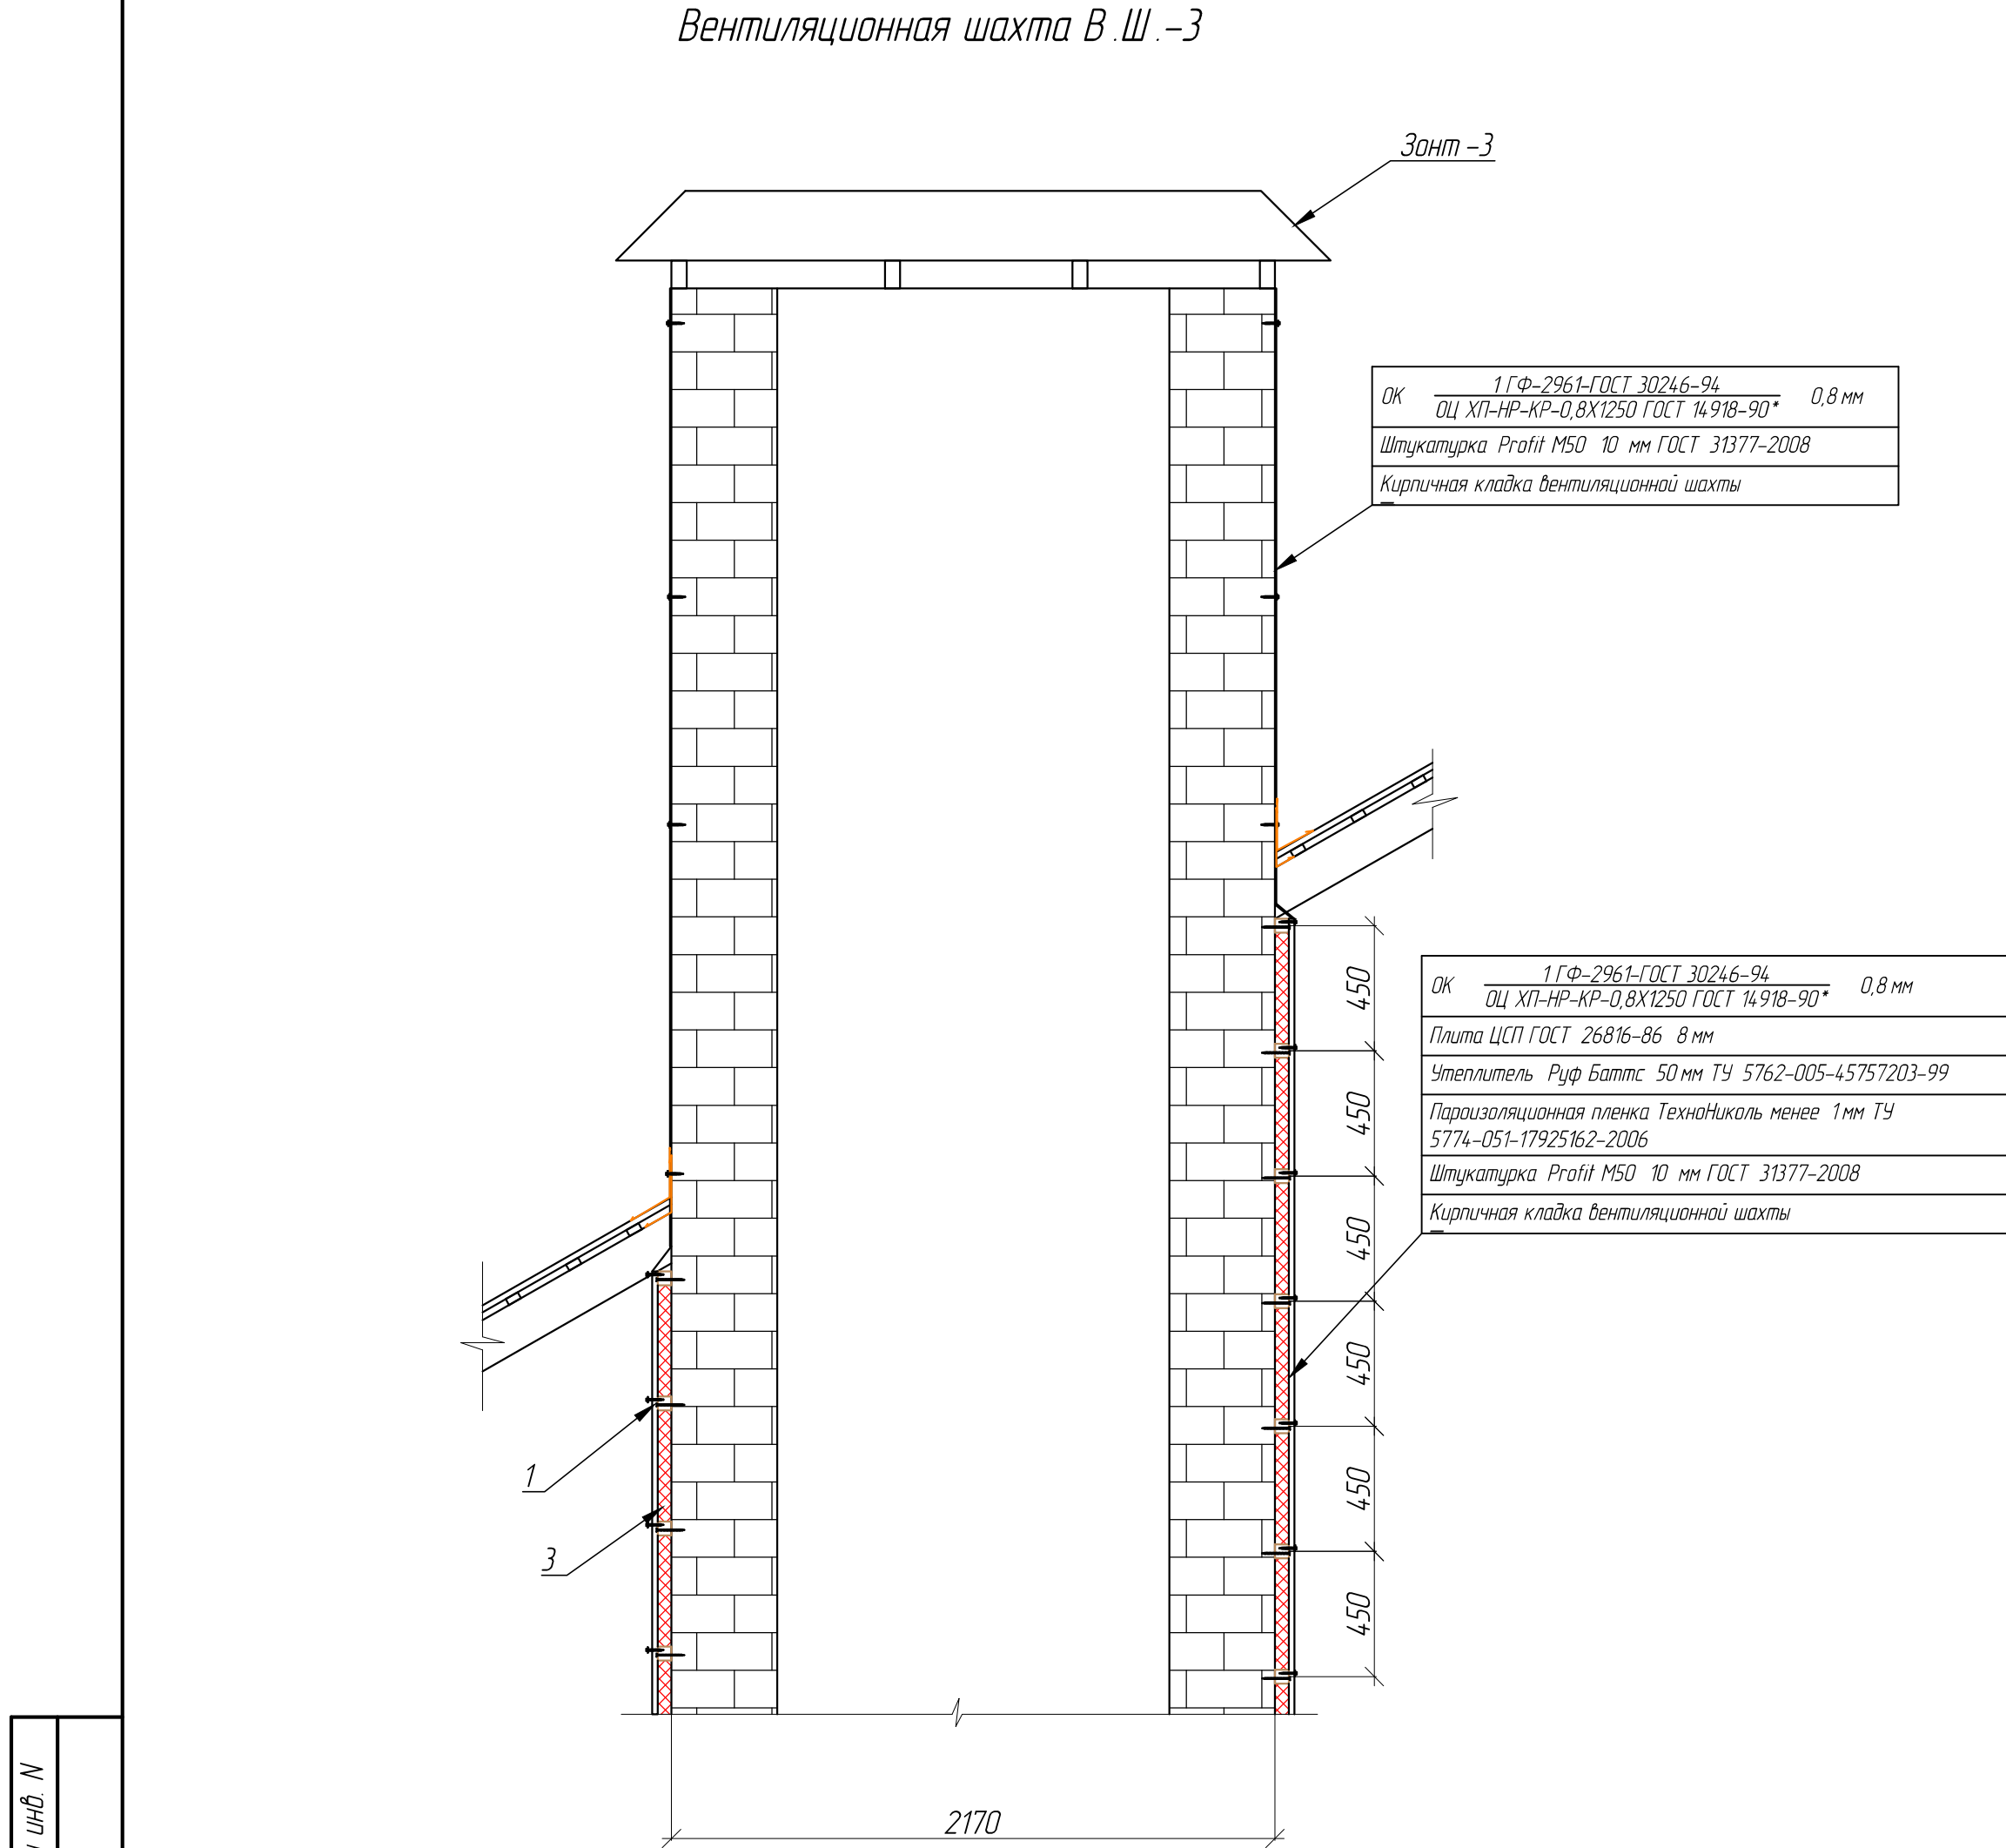 Вентиляционная шахта В.Ш.-3
Зонт-3
ОК 1 ГФ-2961-ГОСТ 30246-94 0,8 мм
ОЦ ХП-НР-КР-0,8Х1250 ГОСТ 14918-90*
Штукатурка Profit М50 10 мм ГОСТ 31377-2008
Кирпичная кладка вентиляционной шахты
ОК 1 ГФ-2961-ГОСТ 30246-94 0,8 мм
ОЦ ХП-НР-КР-0,8Х1250 ГОСТ 14918-90*
Плита ЦСП ГОСТ 26816-86 8 мм
Утеплитель Руф Баттс 50 мм ТУ 5762-005-45757203-99
Пароизоляционная пленка ТехноНиколь менее 1 мм ТУ
5774-051-17925162-2006
Штукатурка Profit М50 10 мм ГОСТ 31377-2008
Кирпичная кладка вентиляционной шахты
450
450
450
450
450
450
1
3
2170
инв. N